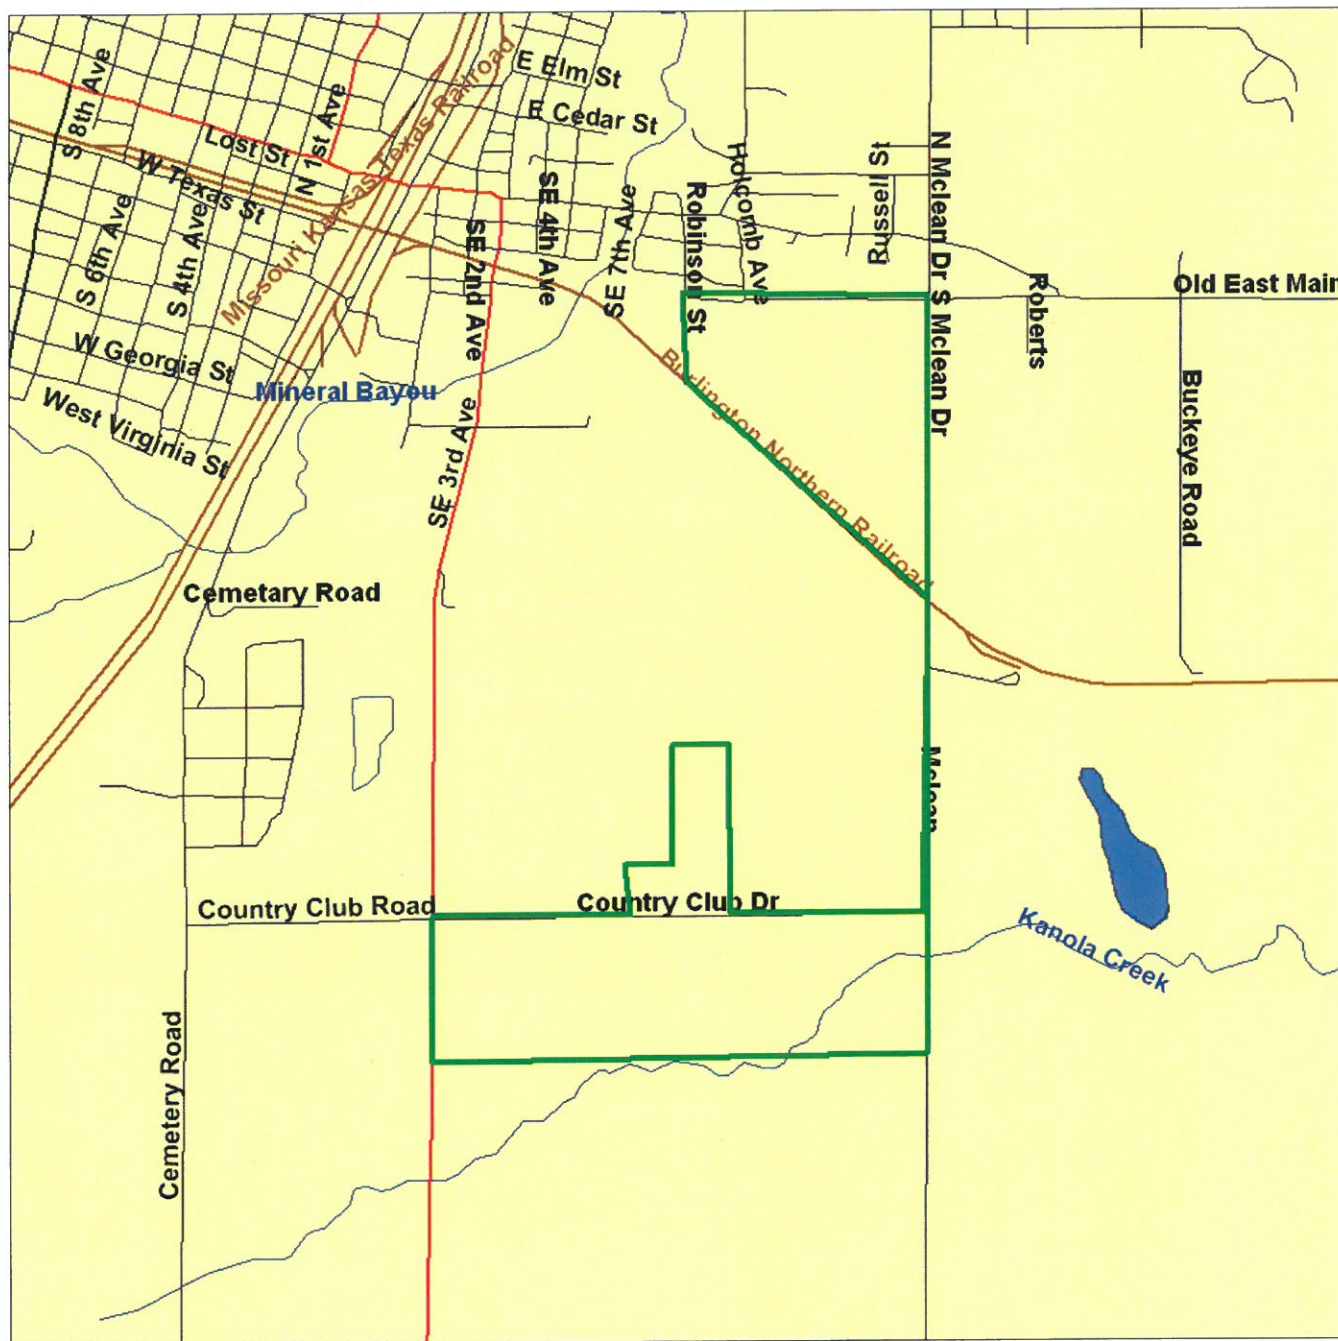 E Elm St
E Cedar St
S 8th Ave
Lost St
N 1st Ave
Missouri Kansas Texas Railroad
W Texas St
S 6th Ave
S 4th Ave
SE 2nd Ave
SE 4th Ave
SE 7th Ave
Robinson St
Holcomb Ave
Russell St
N Mclean Dr
S Mclean Dr
Roberts
Old East Main
W Georgia St
Mineral Bayou
West Virginia St
SE 3rd Ave
Burlington Northern Railroad
Buckeye Road
Cemetary Road
Mclean
Country Club Road
Country Club Dr
Kanola Creek
Cemetery Road